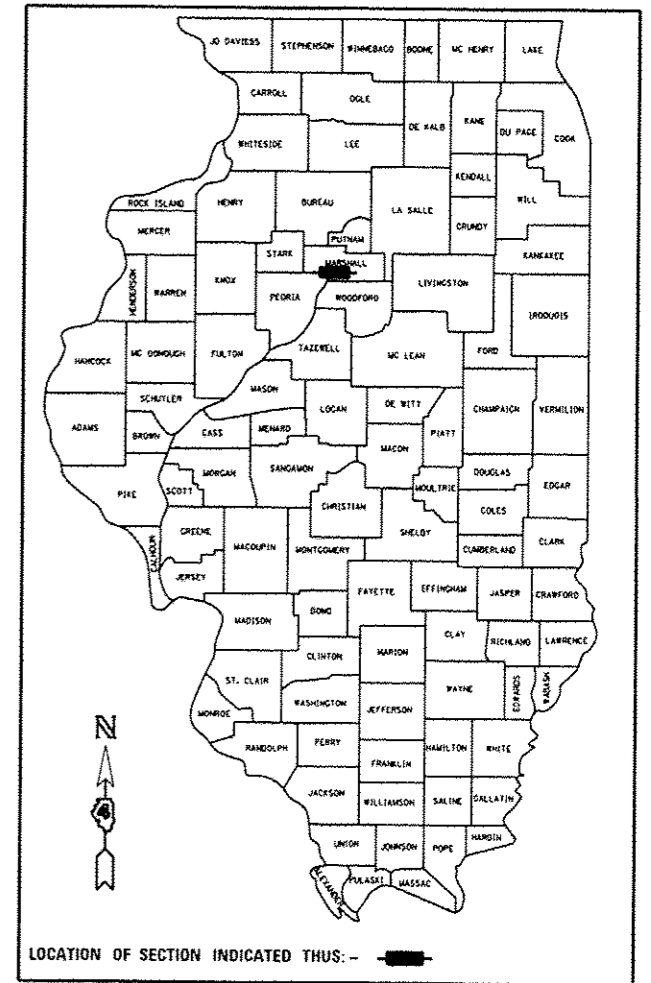 JO DAVIESS STEPHENSON WINNEBAGO BOONE MC HENRY LAKE
CARROLL OGLE
DE KALB KANE DU PAGE COOK
WHITESIDE LEE
KENDALL WILL
ROCK ISLAND HENRY BUREAU LA SALLE GRUNDY
MERCER PUTNAM
STARK MARSHALL KANKAKEE
HENDERSON WARREN KNOX PEORIA WOODFORD LIVINGSTON
IROQUOIS
HANCOCK MC DONOUGH FULTON TAZEWELL MC LEAN FORD
MASON
SCHUYLER LOGAN DE WITT CHAMPAIGN VERMILION
ADAMS BROWN CASS MENARD MACON PIATT
MORGAN SANGAMON DOUGLAS EDGAR
PIKE SCOTT CHRISTIAN MOULTRIE
COLES
GREENE MACOUPIN MONTGOMERY SHELBY CUMBERLAND CLARK
CALHOUN JERSEY
FAYETTE EFFINGHAM JASPER CRAWFORD
MADISON BOND
CLAY RICHLAND LAWRENCE
CLINTON MARION
ST. CLAIR WAYNE EDWARDS WABASH
WASHINGTON JEFFERSON
MONROE
RANDOLPH PERRY HAMILTON WHITE
FRANKLIN
JACKSON WILLIAMSON SALINE GALLATIN
UNION JOHNSON POPE HARDIN
ALEXANDER PULASKI MASSAC
N
4
LOCATION OF SECTION INDICATED THUS: -